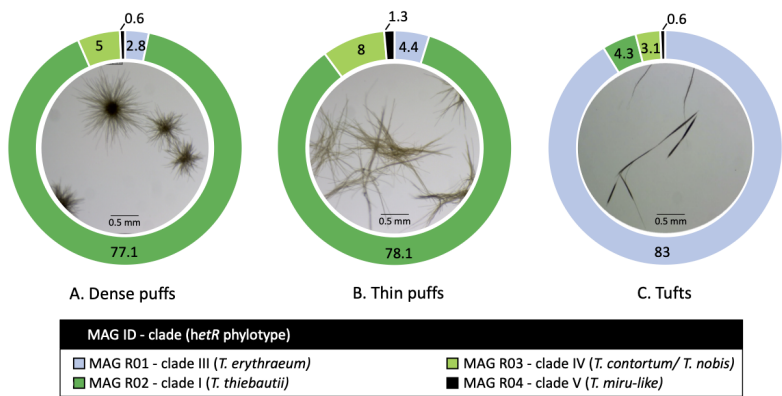 0.6
5
2.8
0.5 mm
77.1
A. Dense puffs
1.3
8
4.4
0.5 mm
78.1
B. Thin puffs
0.6
4.3
3.1
0.5 mm
83
C. Tufts
MAG ID - clade (hetR phylotype)
MAG R01 - clade III (T. erythraeum)
MAG R02 - clade I (T. thiebautii)
MAG R03 - clade IV (T. contortum/ T. nobis)
MAG R04 - clade V (T. miru-like)